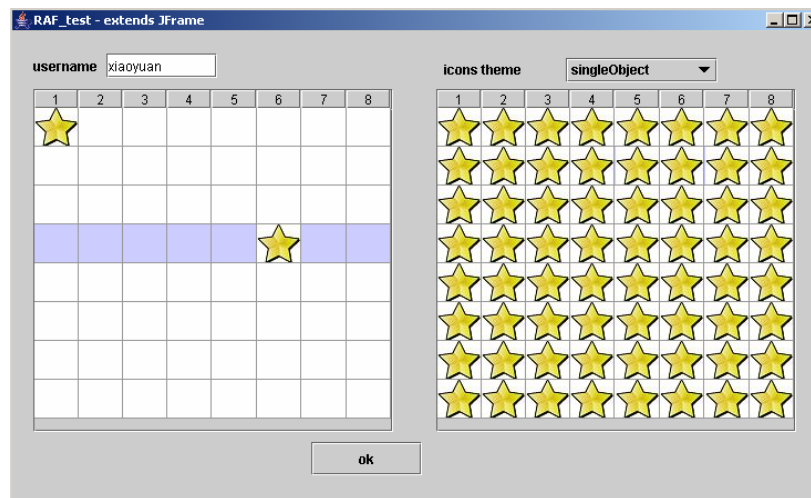 RAF_test - extends JFrame
username xiaoyuan
icons theme singleObject
1 2 3 4 5 6 7 8
1 2 3 4 5 6 7 8
ok